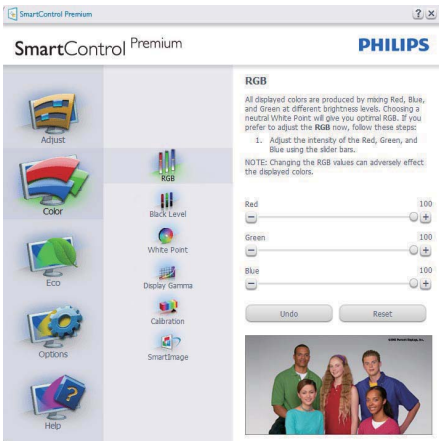 SmartControl Premium
SmartControl Premium
PHILIPS
Adjust
Color
Eco
Options
Help
RGB
Black Level
White Point
Display Gamma
Calibration
SmartImage
RGB
All displayed colors are produced by mixing Red, Blue,
and Green at different brightness levels. Choosing a
neutral White Point will give you optimal RGB. If you
prefer to adjust the RGB now, follow these steps:
1. Adjust the intensity of the Red, Green, and
Blue using the slider bars.
NOTE: Changing the RGB values can adversely effect
the displayed colors.
Red 100
Green 100
Blue 100
Undo Reset